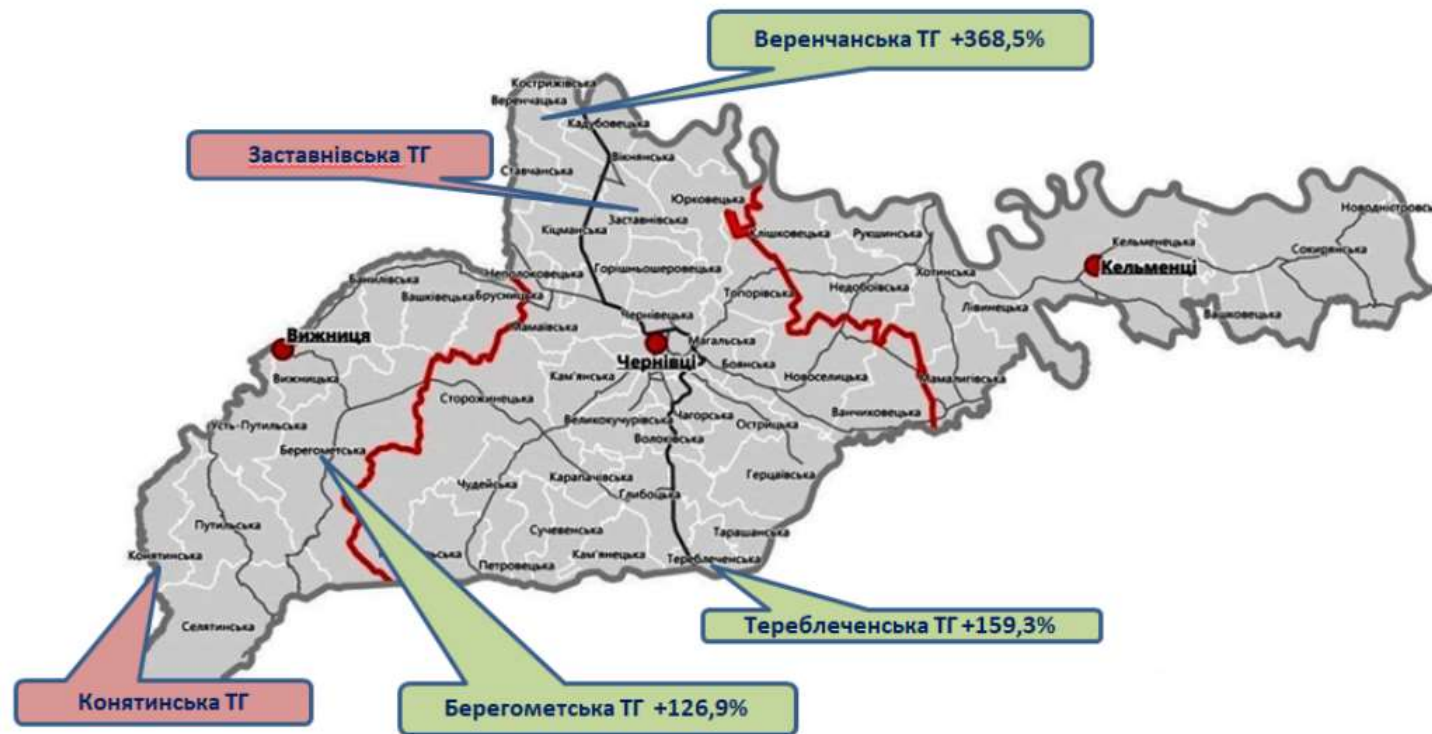 Веренчанська ТГ +368,5%
Кострижівська
Веренчацька
Кадубовецька
Заставнівська ТГ
Вікнянська
Ставчанська
Юрковецька
Заставнівська
Кіцманська
Клішковецька
Рукшинська
Новодністровськ
Кельменецька
Сокирянська
Кельменці
Горішньошеровецька
Неполоковецька
Хотинська
Банилівська
Вашківецька
Брусницька
Топорівська
Недобоївська
Лівинецька
Вашковецька
Чернівецька
Мамаївська
Вижниця
Магальська
Чернівці
Боянська
Вижницька
Кам'янська
Новоселицька
Мамалигівська
Сторожинецька
Ванчиковецька
Великокучурівська
Чагорська
Острицька
Усть-Путильська
Волоківська
Берегометська
Герцаївська
Карапачівська
Чудейська
Глибоцька
Путильська
Сучевенська
Тарашанська
Конятинська
Петровецька
Кам'янецька
Тереблеченська
Селятинська
Тереблеченська ТГ +159,3%
Конятинська ТГ
Берегометська ТГ +126,9%